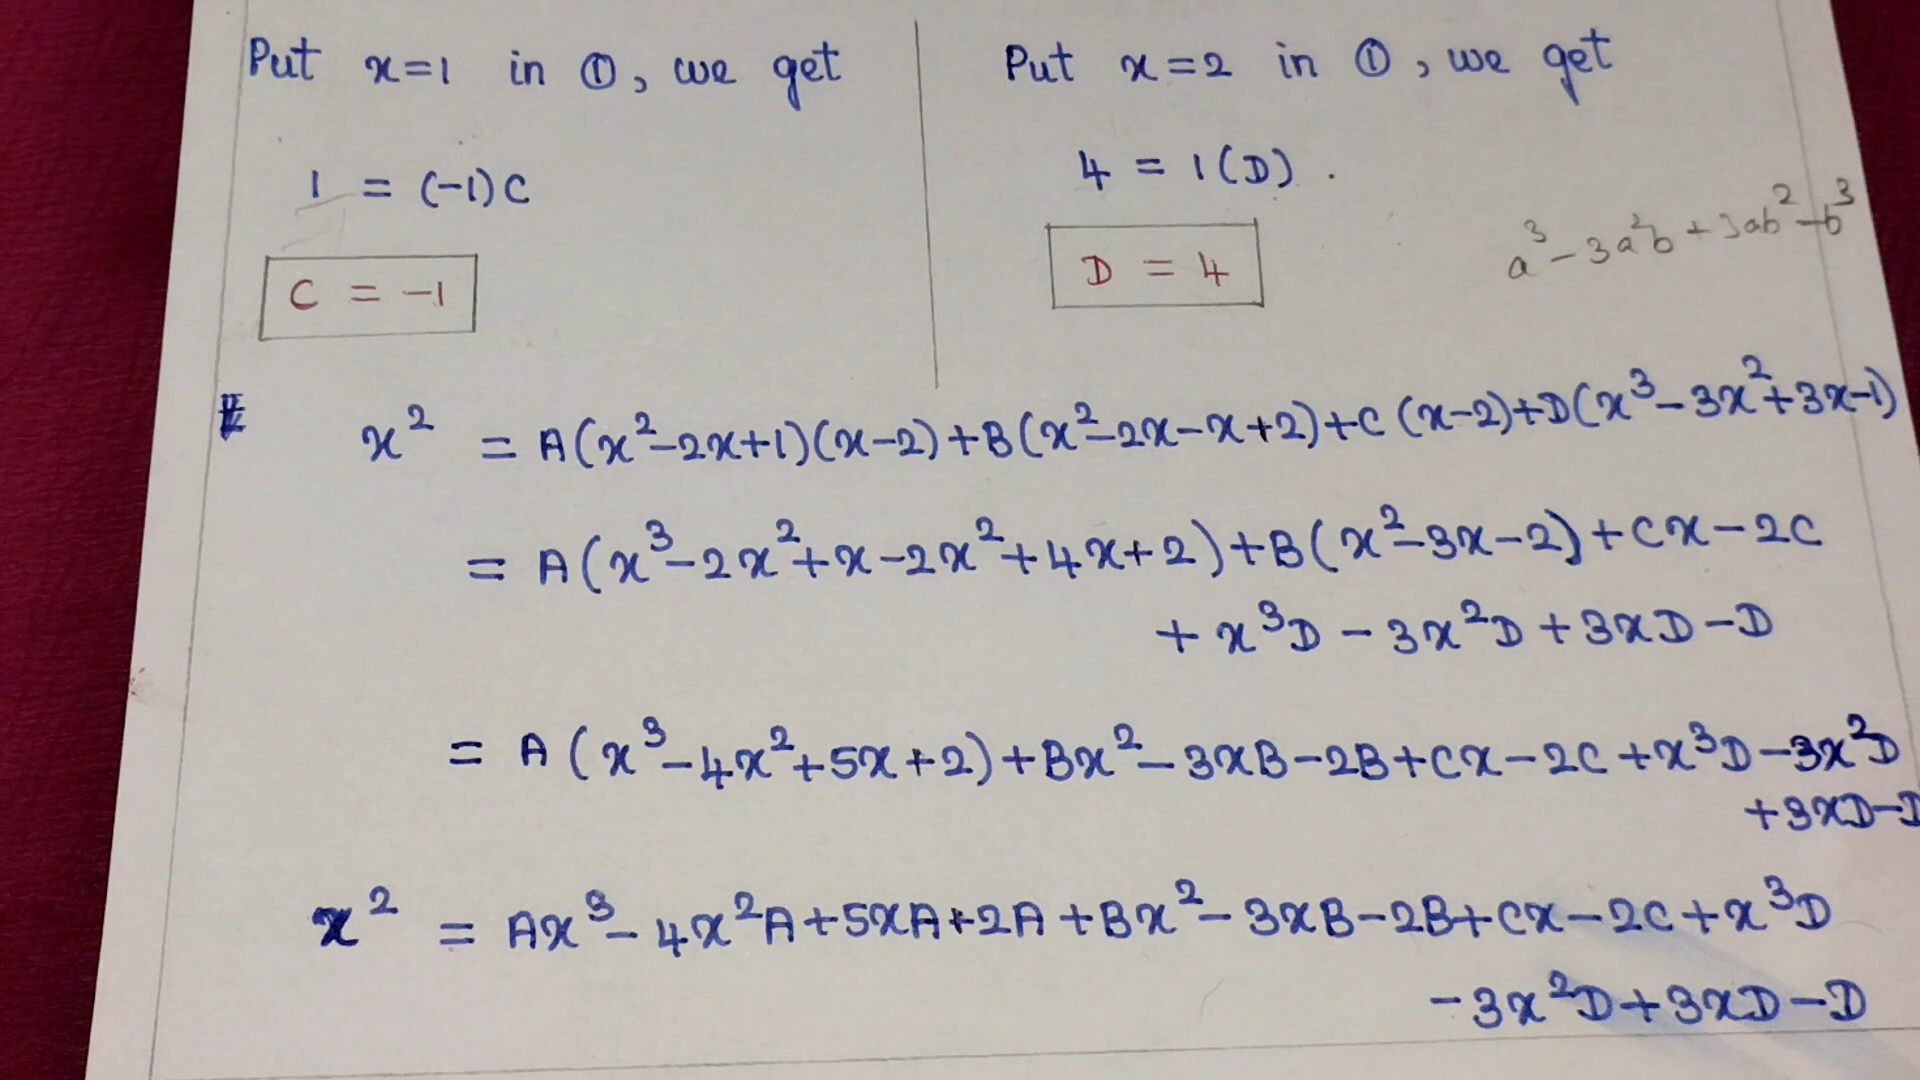 Put x=1 in ①, we get
1 = (-1)C
C = -1
Put x=2 in ①, we get
4 = 1(D).
D = 4
a³-3a²b+3ab²-b³
x² = A(x²-2x+1)(x-2)+B(x²-2x-x+2)+C(x-2)+D(x³-3x²+3x-1)
= A(x³-2x²+x-2x²+4x+2)+B(x²-3x-2)+Cx-2C
+x³D-3x²D+3xD-D
= A(x³-4x²+5x+2)+Bx²-3xB-2B+Cx-2C+x³D-3x²D
+3xD-D
x² = Ax³-4x²A+5xA+2A+Bx²-3xB-2B+Cx-2C+x³D
-3x²D+3xD-D